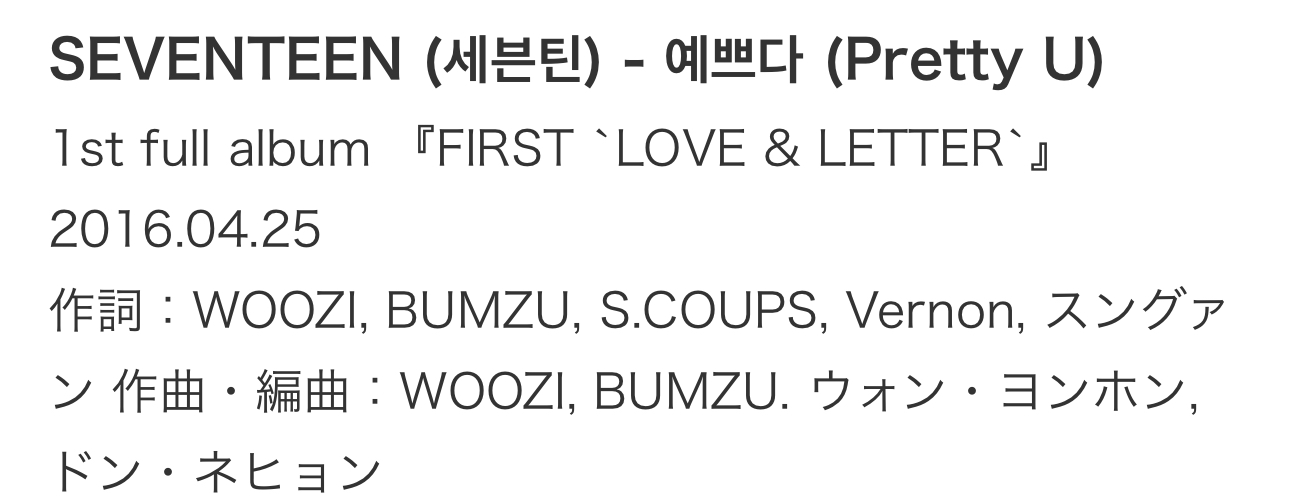 SEVENTEEN (세븐틴) - 예쁘다 (Pretty U)
1st full album 『FIRST `LOVE & LETTER`』
2016.04.25
作詞：WOOZI, BUMZU, S.COUPS, Vernon, スングァ
ン 作曲・編曲：WOOZI, BUMZU. ウォン・ヨンホン,
ドン・ネヒョン